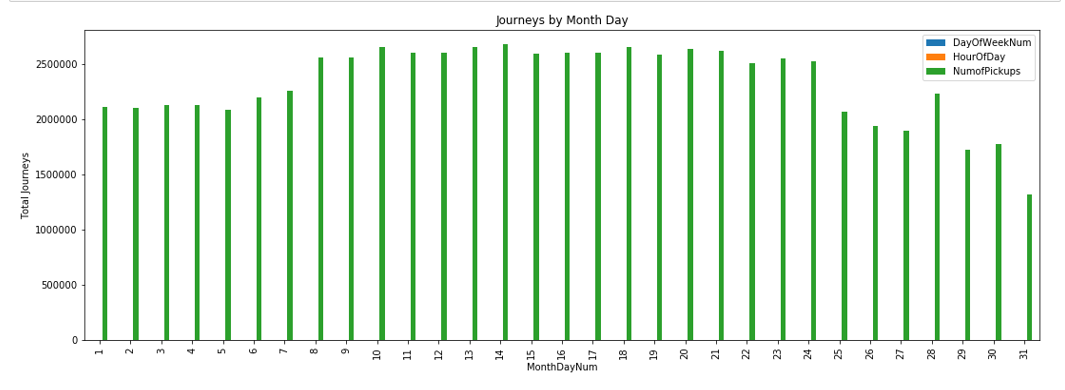 Journeys by Month Day
DayOfWeekNum
HourOfDay
NumofPickups
Total Journeys
2500000
2000000
1500000
1000000
500000
0
1 2 3 4 5 6 7 8 9 10 11 12 13 14 15 16 17 18 19 20 21 22 23 24 25 26 27 28 29 30 31
MonthDayNum